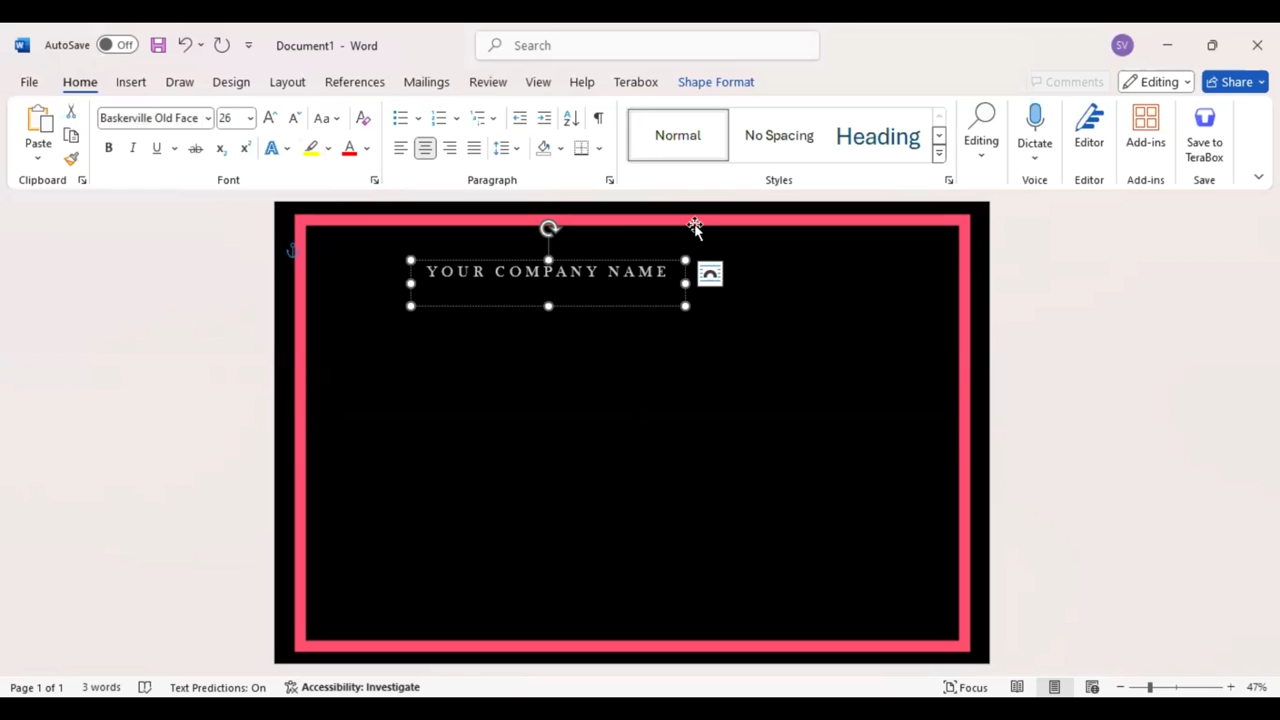 AutoSave Off Document1 - Word Search SV
File Home Insert Draw Design Layout References Mailings Review View Help Terabox Shape Format Comments Editing Share
Paste Baskerville Old Face 26 Aa Normal No Spacing Heading Editing Dictate Editor Add-ins Save to TeraBox
Clipboard Font Paragraph Styles Voice Editor Add-ins Save
YOUR COMPANY NAME
Page 1 of 1 3 words Text Predictions: On Accessibility: Investigate Focus 47%